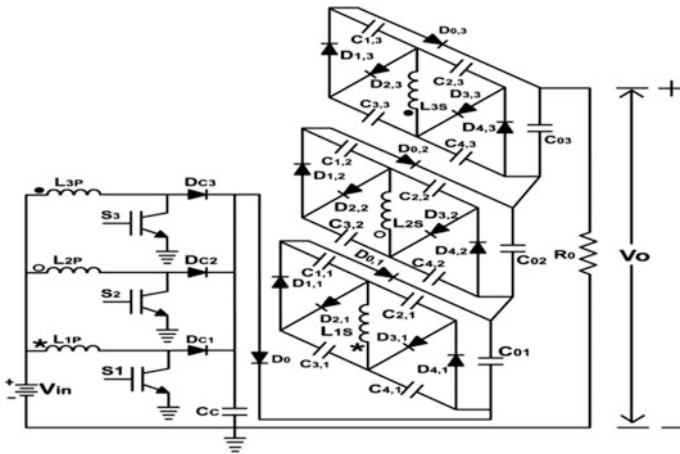 D0,3
C1,3
D1,3
D2,3
C2,3
L3S
D3,3
C3,3
D4,3
C4,3
C03
+
D0,2
C1,2
D1,2
C2,2
D2,2
L2S
D3,2
C3,2
D4,2
C4,2
C02
R0
Vo
L3P
DC3
S3
L2P
DC2
S2
L1P
DC1
S1
Vin
+
−
CC
D0
D0,1
C1,1
D1,1
C2,1
D2,1
L1S
D3,1
C3,1
D4,1
C4,1
C01
*
*
−